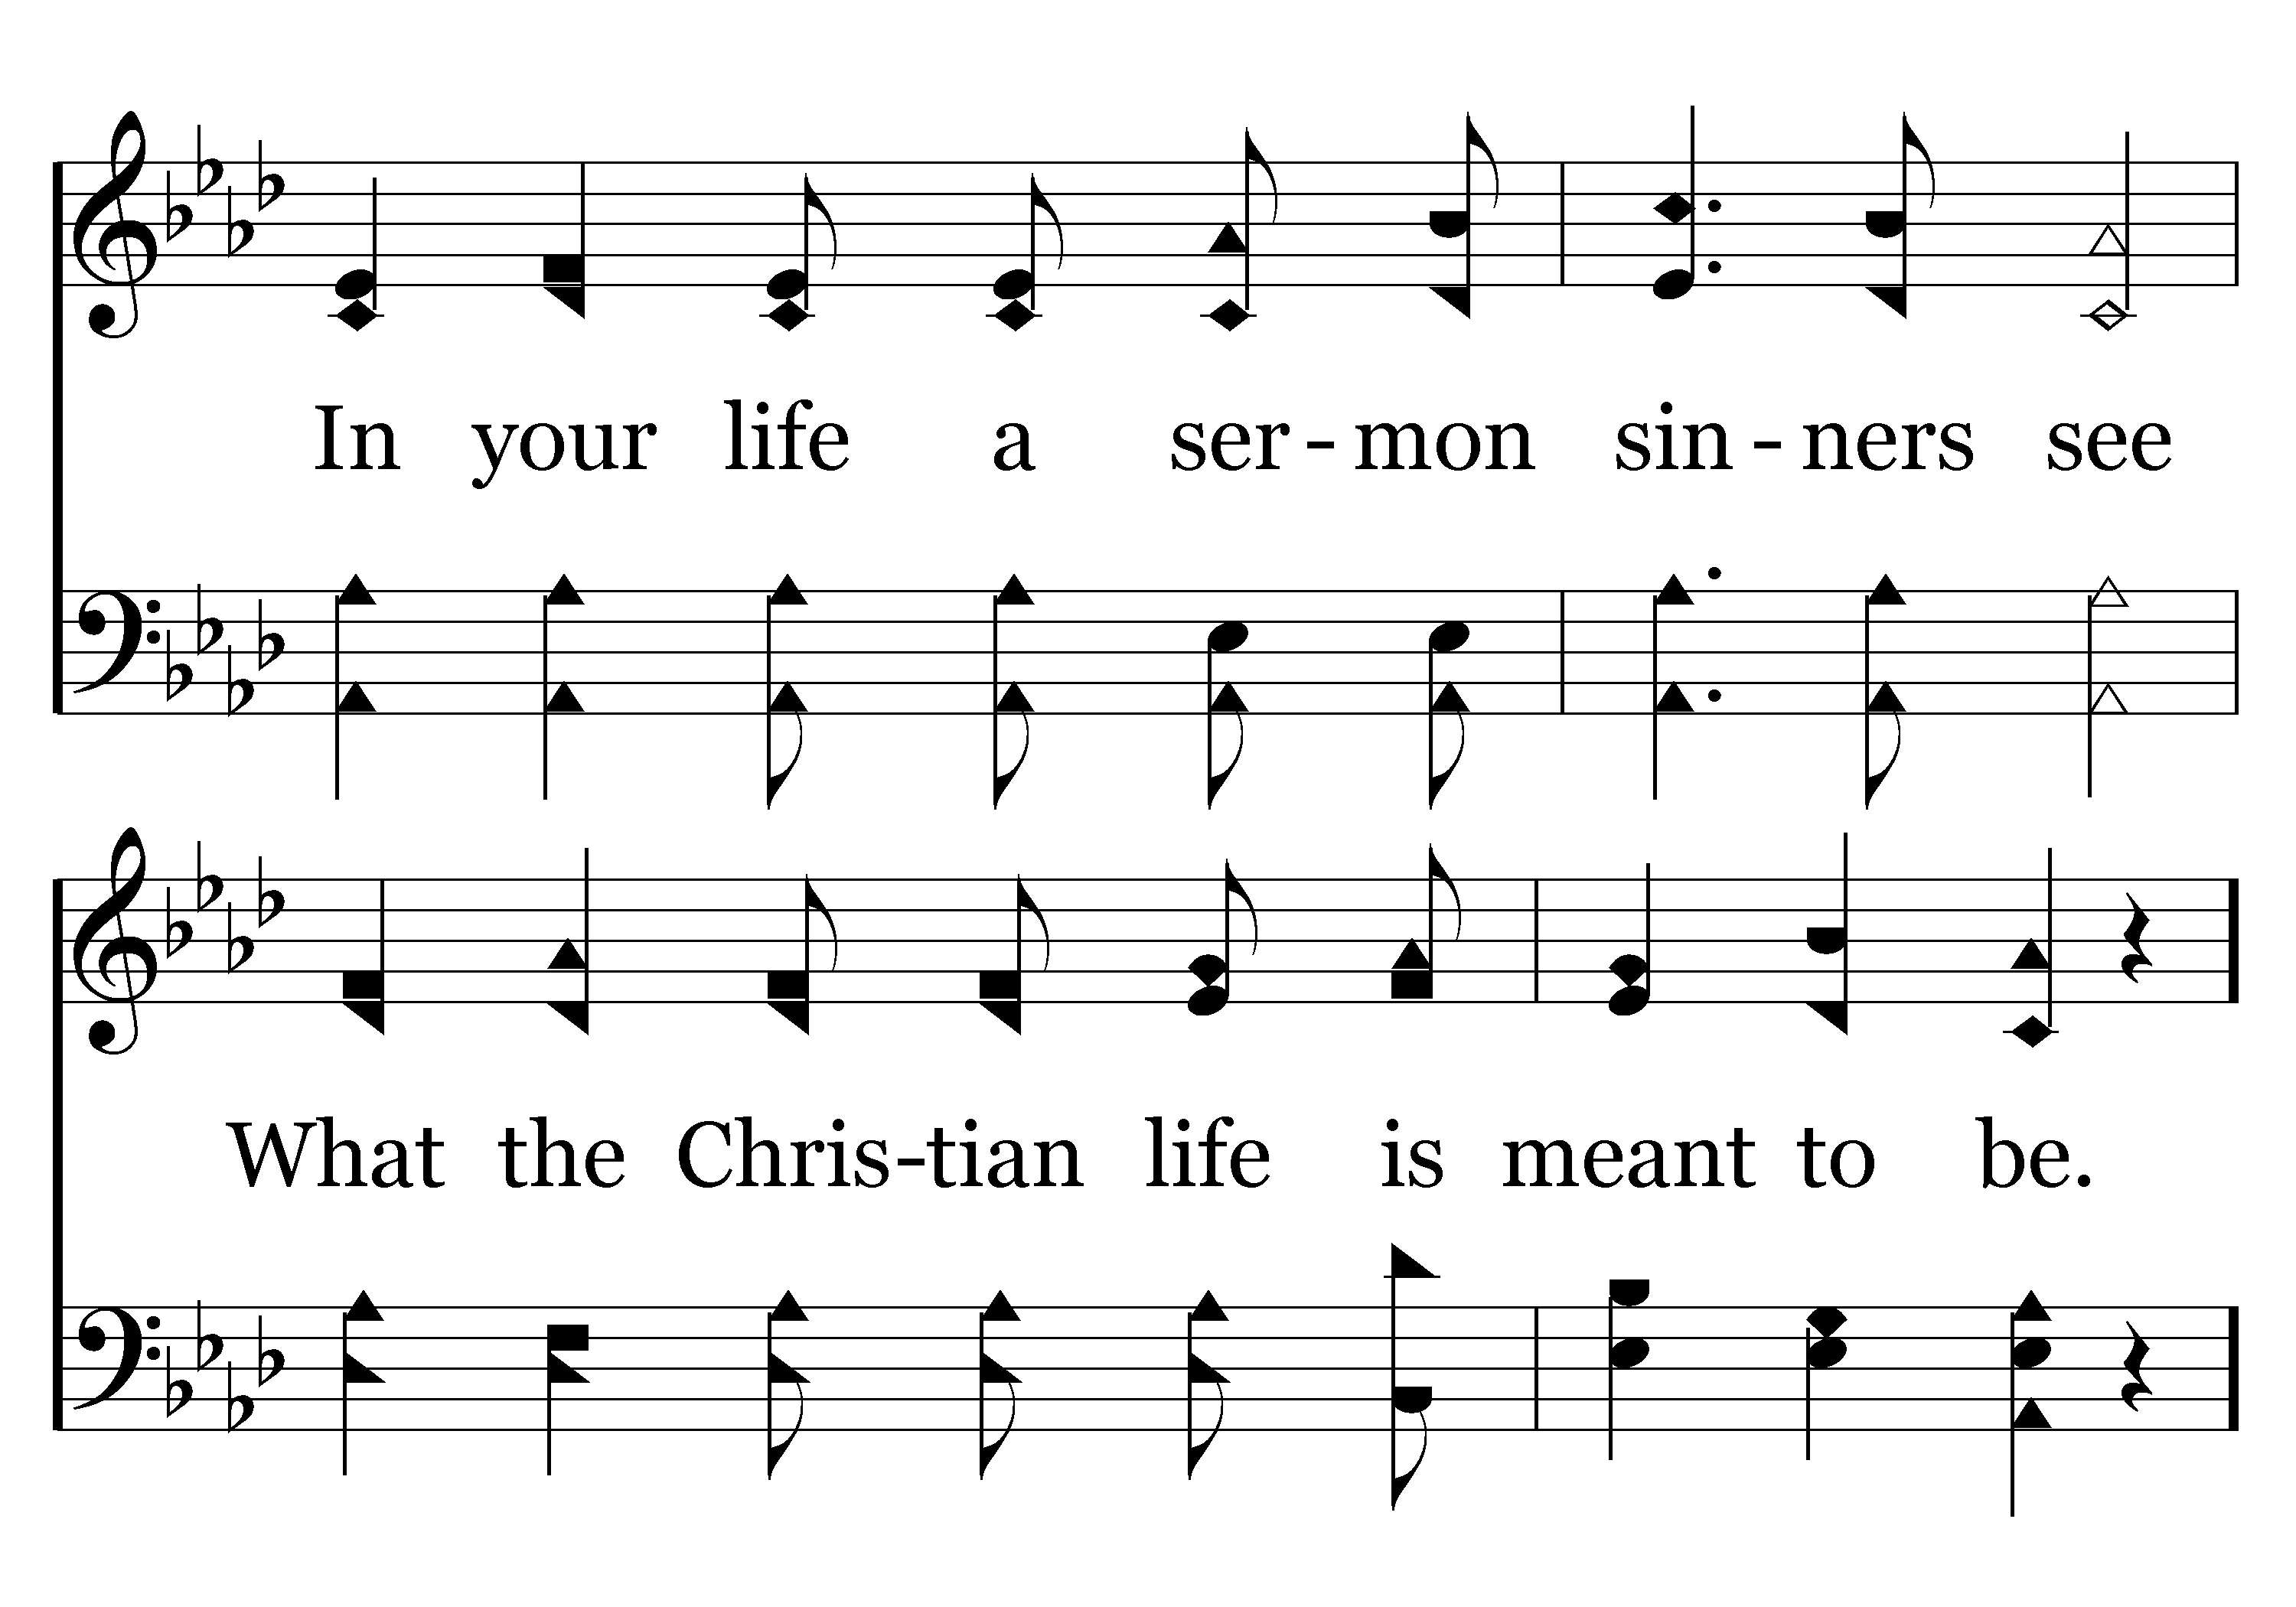 In your life a ser - mon sin - ners see
What the Chris-tian life is meant to be.